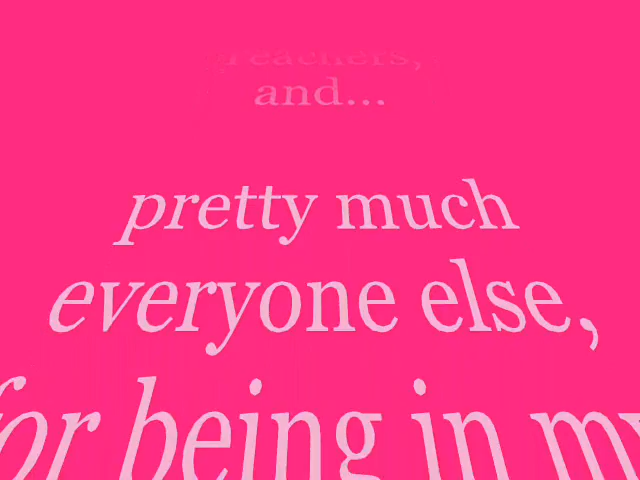 and...
pretty much
everyone else,
for being in my